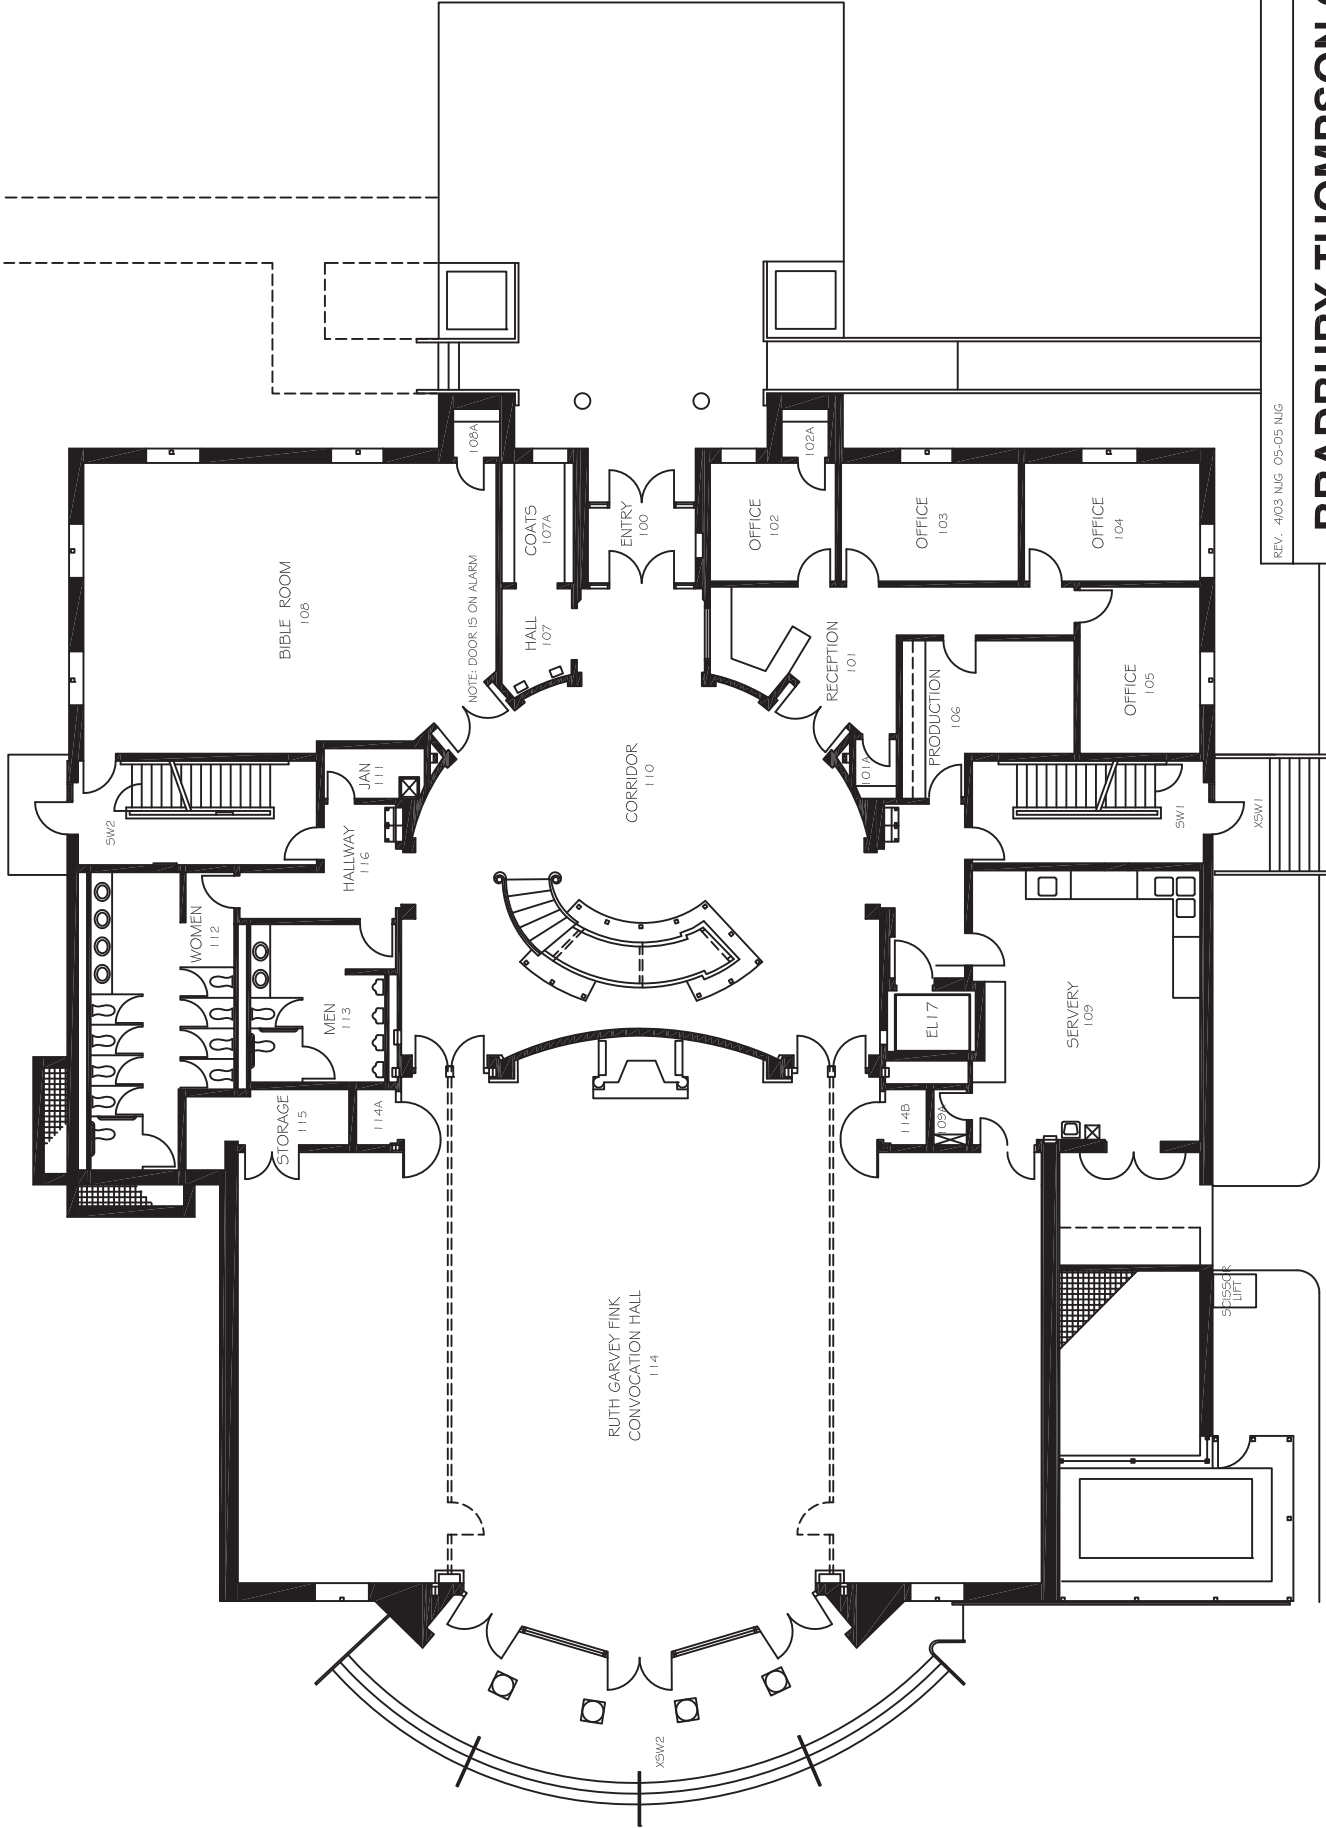 BRADBURY THOMPSON
REV. 4/03 NJG 05-05 NJG
108A
102A
COATS
107A
ENTRY
100
OFFICE
102
OFFICE
103
OFFICE
104
BIBLE ROOM
108
NOTE: DOOR IS ON ALARM
HALL
107
RECEPTION
101
OFFICE
105
PRODUCTION
106
JAN
111
CORRIDOR
110
101A
SW2
SW1
XSW1
HALLWAY
116
WOMEN
112
MEN
113
EL17
SERVERY
109
STORAGE
115
114A
114B
109A
SCISSOR
LIFT
RUTH GARVEY FINK
CONVOCATION HALL
114
XSW2